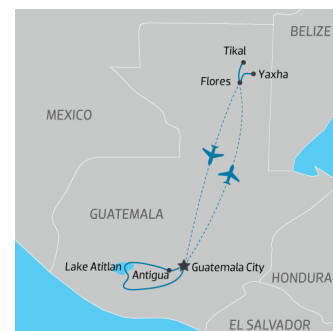 BELIZE
Tikal
Yaxha
Flores
MEXICO
GUATEMALA
Lake Atitlan
Guatemala City
Antigua
HONDURA
EL SALVADOR